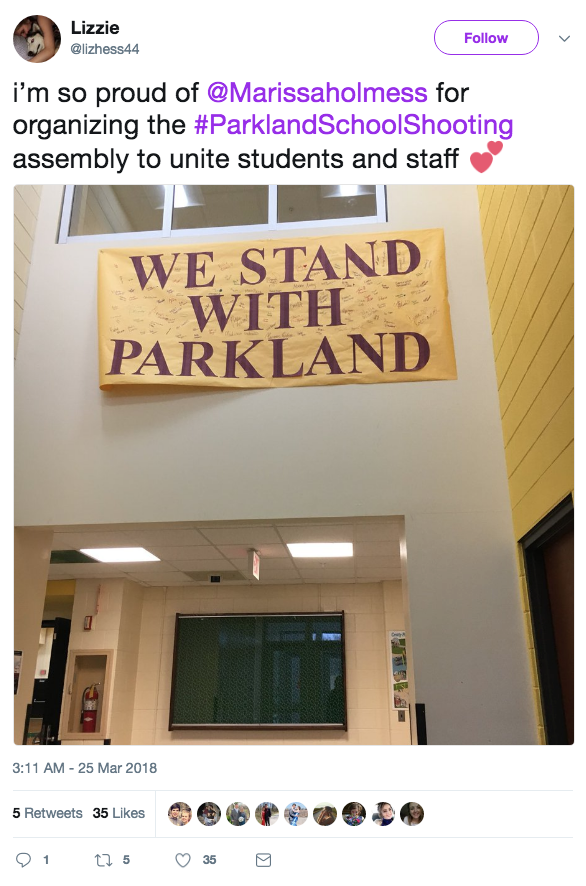 Lizzie
@lizhess44
Follow
i'm so proud of @Marissaholmess for
organizing the #ParklandSchoolShooting
assembly to unite students and staff 💕
WE STAND
WITH
PARKLAND
3:11 AM - 25 Mar 2018
5 Retweets 35 Likes
1 5 35